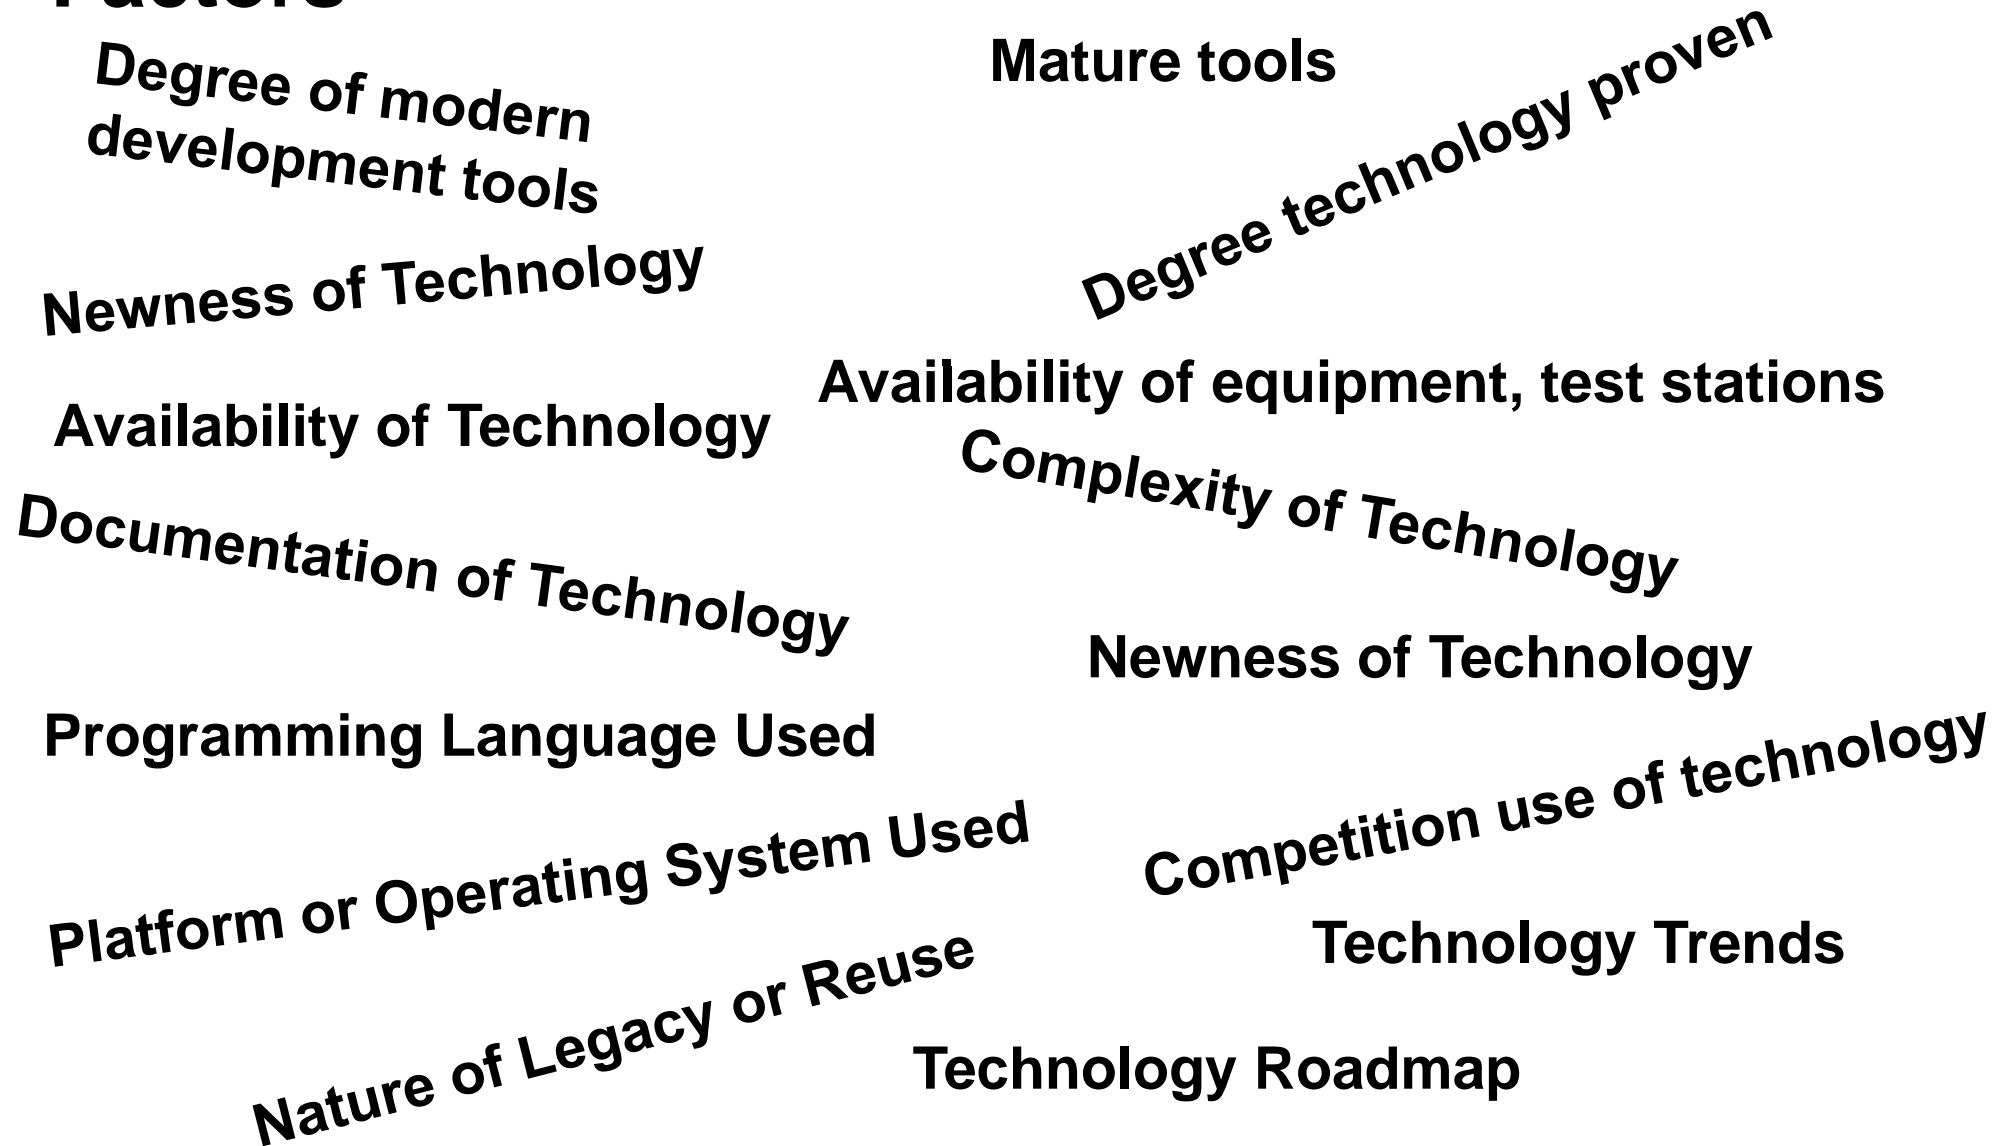 Factors
Degree of modern
development tools
Mature tools
Degree technology proven
Newness of Technology
Availability of equipment, test stations
Availability of Technology
Complexity of Technology
Documentation of Technology
Newness of Technology
Programming Language Used
Competition use of technology
Platform or Operating System Used
Technology Trends
Nature of Legacy or Reuse
Technology Roadmap